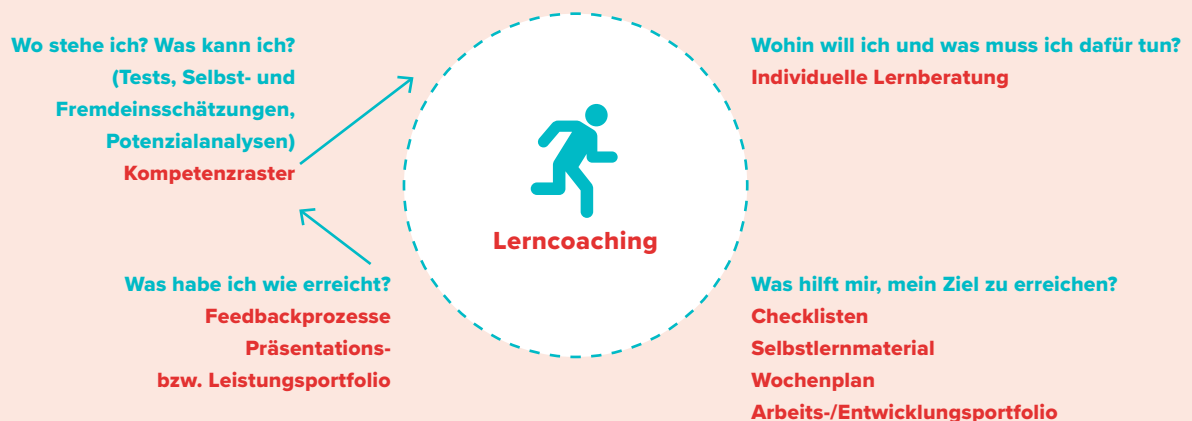 Wo stehe ich? Was kann ich?
(Tests, Selbst- und
Fremdeinsschätzungen,
Potenzialanalysen)
Kompetenzraster
Wohin will ich und was muss ich dafür tun?
Individuelle Lernberatung
Lerncoaching
Was habe ich wie erreicht?
Feedbackprozesse
Präsentations-
bzw. Leistungsportfolio
Was hilft mir, mein Ziel zu erreichen?
Checklisten
Selbstlernmaterial
Wochenplan
Arbeits-/Entwicklungsportfolio